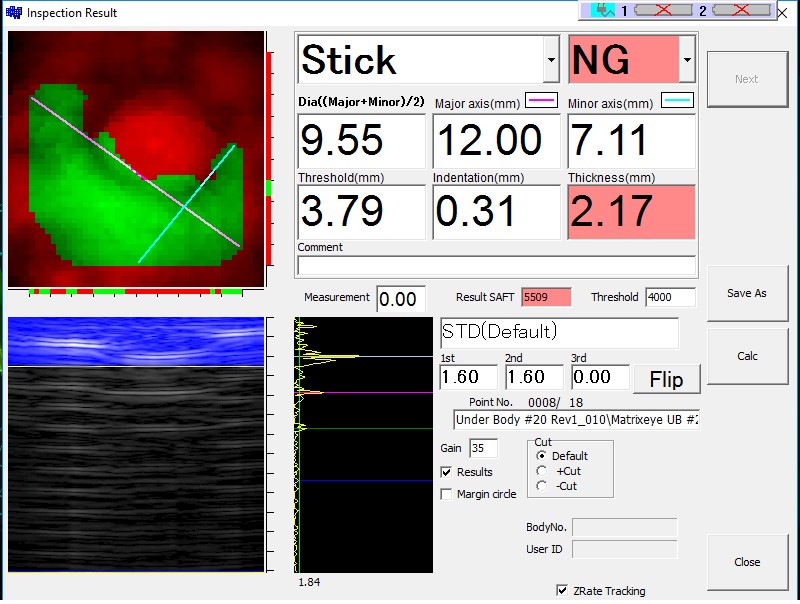 Inspection Result
1 2
Stick NG
Next
Dia((Major+Minor)/2) Major axis(mm) Minor axis(mm)
9.55 12.00 7.11
Threshold(mm) Indentation(mm) Thickness(mm)
3.79 0.31 2.17
Comment
Measurement 0.00 Result SAFT 5509 Threshold 4000
Save As
STD(Default)
Calc
1st 2nd 3rd
1.60 1.60 0.00 Flip
Point No. 0008/ 18
Under Body #20 Rev1_010\Matrixeye UB #2
Gain 35
Cut
Default
Results
+Cut
-Cut
Margin circle
BodyNo.
User ID
Close
1.84
ZRate Tracking